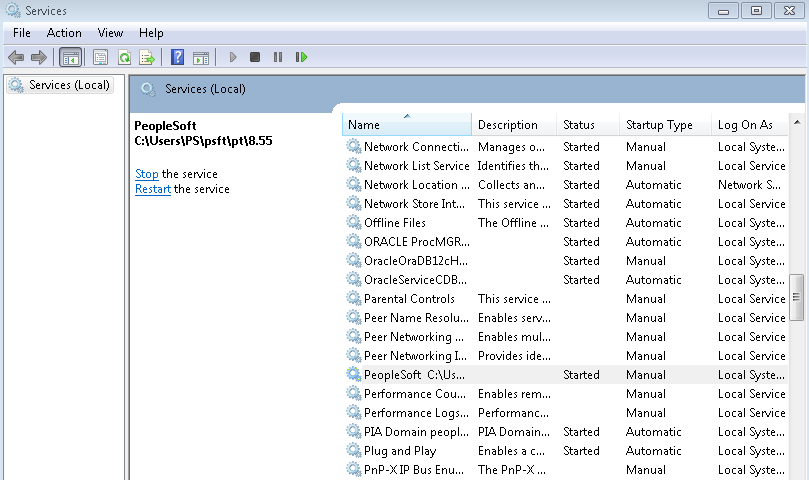 Services
File Action View Help
Services (Local)
Services (Local)
PeopleSoft
C:\Users\PS\psft\pt\8.55
Stop the service
Restart the service
Name Description Status Startup Type Log On As
Network Connecti... Manages o... Started Manual Local Syste...
Network List Service Identifies th... Started Manual Local Service
Network Location ... Collects an... Started Automatic Network S...
Network Store Int... This service ... Started Automatic Local Service
Offline Files The Offline ... Started Automatic Local Syste...
ORACLE ProcMGR... Started Automatic Local Syste...
OracleOraDB12cH... Started Manual Local Syste...
OracleServiceCDB... Started Automatic Local Syste...
Parental Controls This service ... Manual Local Service
Peer Name Resolu... Enables serv... Manual Local Service
Peer Networking ... Enables mul... Manual Local Service
Peer Networking I... Provides ide... Manual Local Service
PeopleSoft C:\Us... Started Manual Local Syste...
Performance Cou... Enables rem... Manual Local Service
Performance Logs... Performanc... Manual Local Service
PIA Domain peopl... PIA Domain... Started Automatic Local Syste...
Plug and Play Enables a c... Started Automatic Local Syste...
PnP-X IP Bus Enu... The PnP-X ... Manual Local Syste...